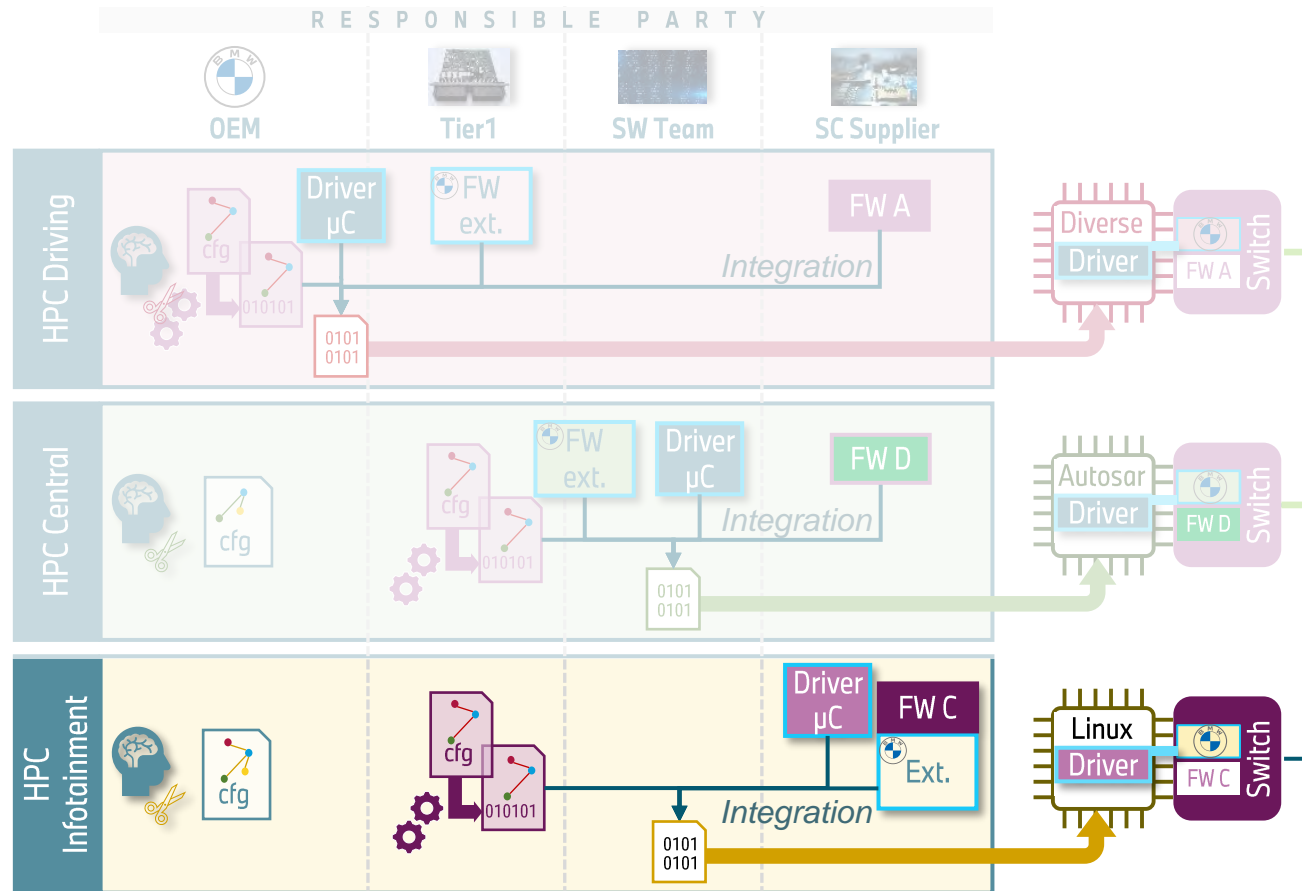 RESPONSIBLE PARTY
BMW
OEM
Tier1
SW Team
SC Supplier
HPC Driving
cfg
010101
Driver
µC
FW
ext.
FW A
Integration
0101
0101
Diverse
Driver
FW A
Switch
HPC Central
cfg
cfg
010101
FW
ext.
Driver
µC
FW D
Integration
0101
0101
Autosar
Driver
FW D
Switch
HPC
Infotainment
cfg
cfg
010101
Driver
µC
FW C
Ext.
Integration
0101
0101
Linux
Driver
FW C
Switch